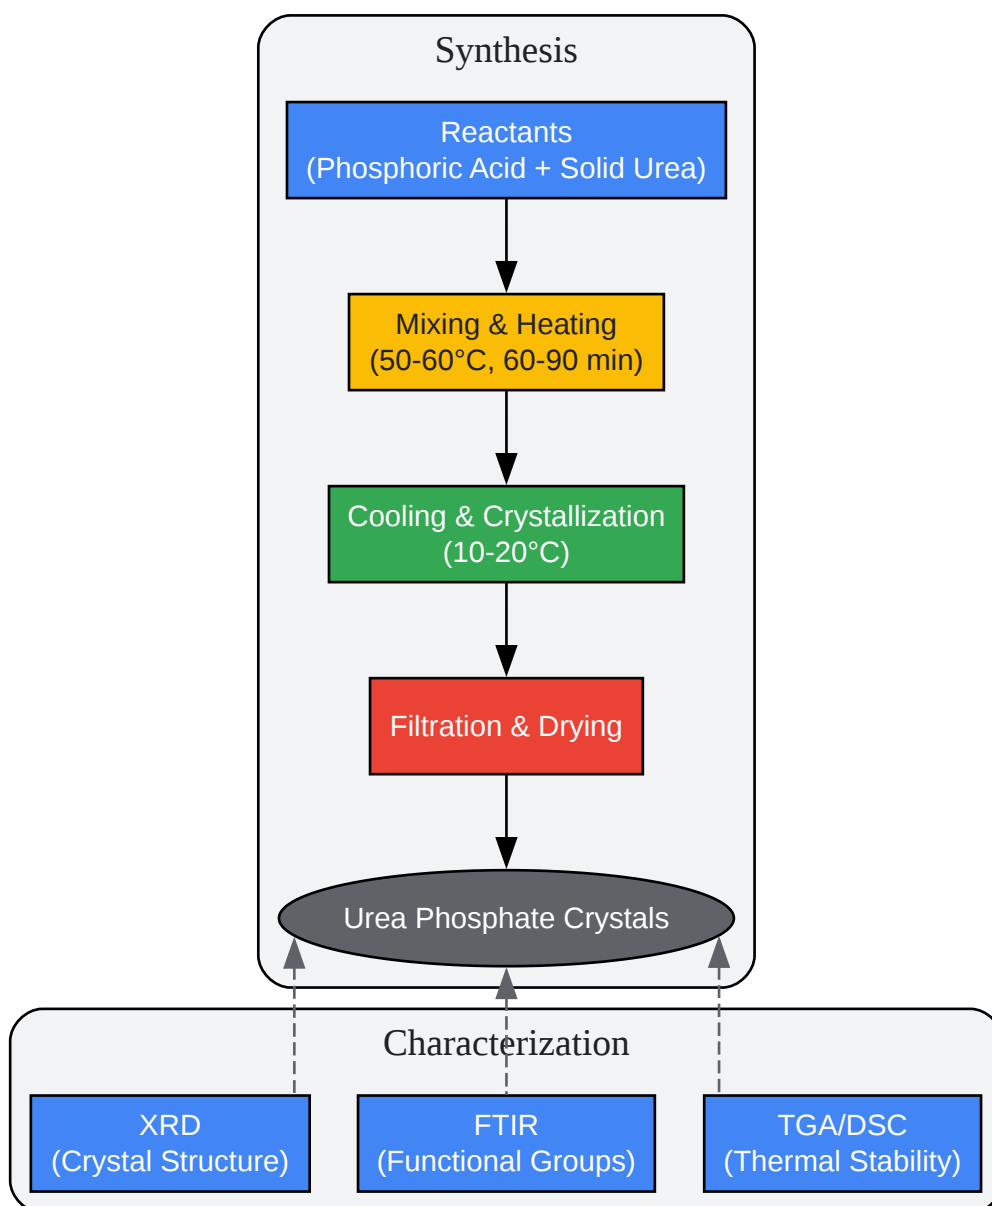 Synthesis
Reactants
(Phosphoric Acid + Solid Urea)
Mixing & Heating
(50-60°C, 60-90 min)
Cooling & Crystallization
(10-20°C)
Filtration & Drying
Urea Phosphate Crystals
Characterization
XRD
(Crystal Structure)
FTIR
(Functional Groups)
TGA/DSC
(Thermal Stability)